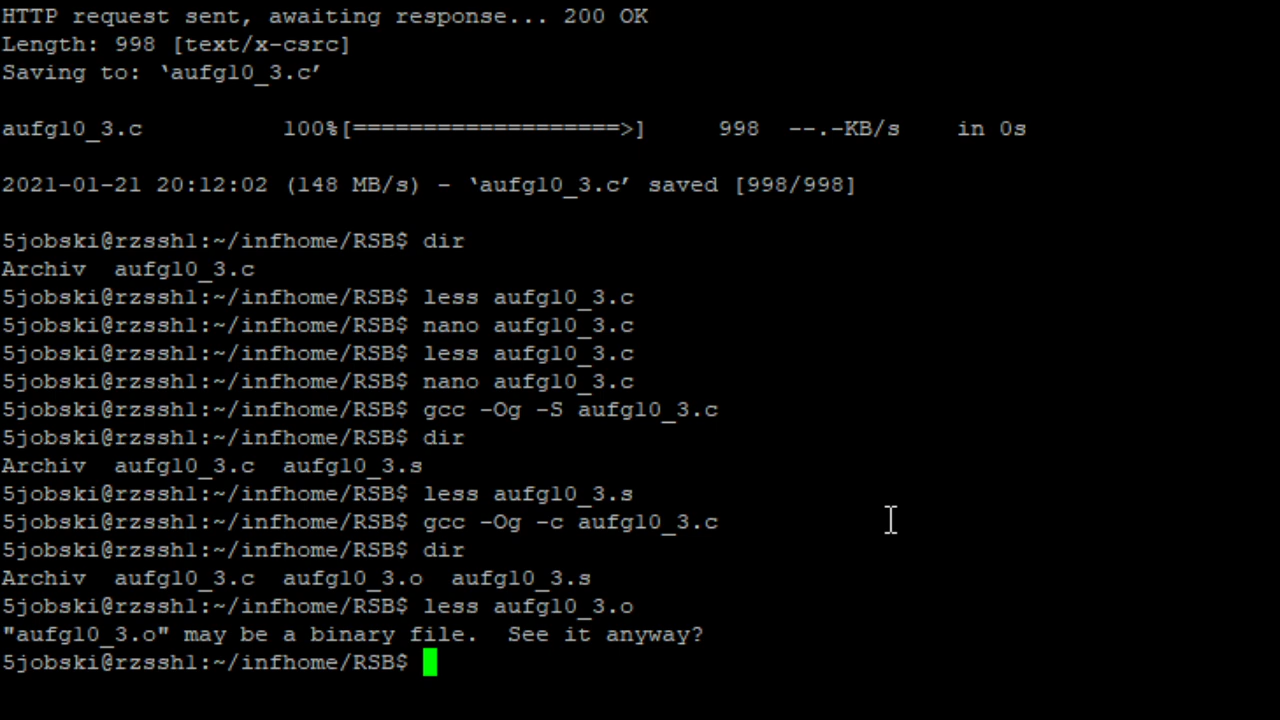 HTTP request sent, awaiting response... 200 OK
Length: 998 [text/x-csrc]
Saving to: ‘aufg10_3.c’
aufg10_3.c          100%[===================>]     998  --.-KB/s    in 0s
2021-01-21 20:12:02 (148 MB/s) - ‘aufg10_3.c’ saved [998/998]
5jobski@rzssh1:~/infhome/RSB$ dir
Archiv  aufg10_3.c
5jobski@rzssh1:~/infhome/RSB$ less aufg10_3.c
5jobski@rzssh1:~/infhome/RSB$ nano aufg10_3.c
5jobski@rzssh1:~/infhome/RSB$ less aufg10_3.c
5jobski@rzssh1:~/infhome/RSB$ nano aufg10_3.c
5jobski@rzssh1:~/infhome/RSB$ gcc -Og -S aufg10_3.c
5jobski@rzssh1:~/infhome/RSB$ dir
Archiv  aufg10_3.c  aufg10_3.s
5jobski@rzssh1:~/infhome/RSB$ less aufg10_3.s
5jobski@rzssh1:~/infhome/RSB$ gcc -Og -c aufg10_3.c
5jobski@rzssh1:~/infhome/RSB$ dir
Archiv  aufg10_3.c  aufg10_3.o  aufg10_3.s
5jobski@rzssh1:~/infhome/RSB$ less aufg10_3.o
"aufg10_3.o" may be a binary file.  See it anyway?
5jobski@rzssh1:~/infhome/RSB$